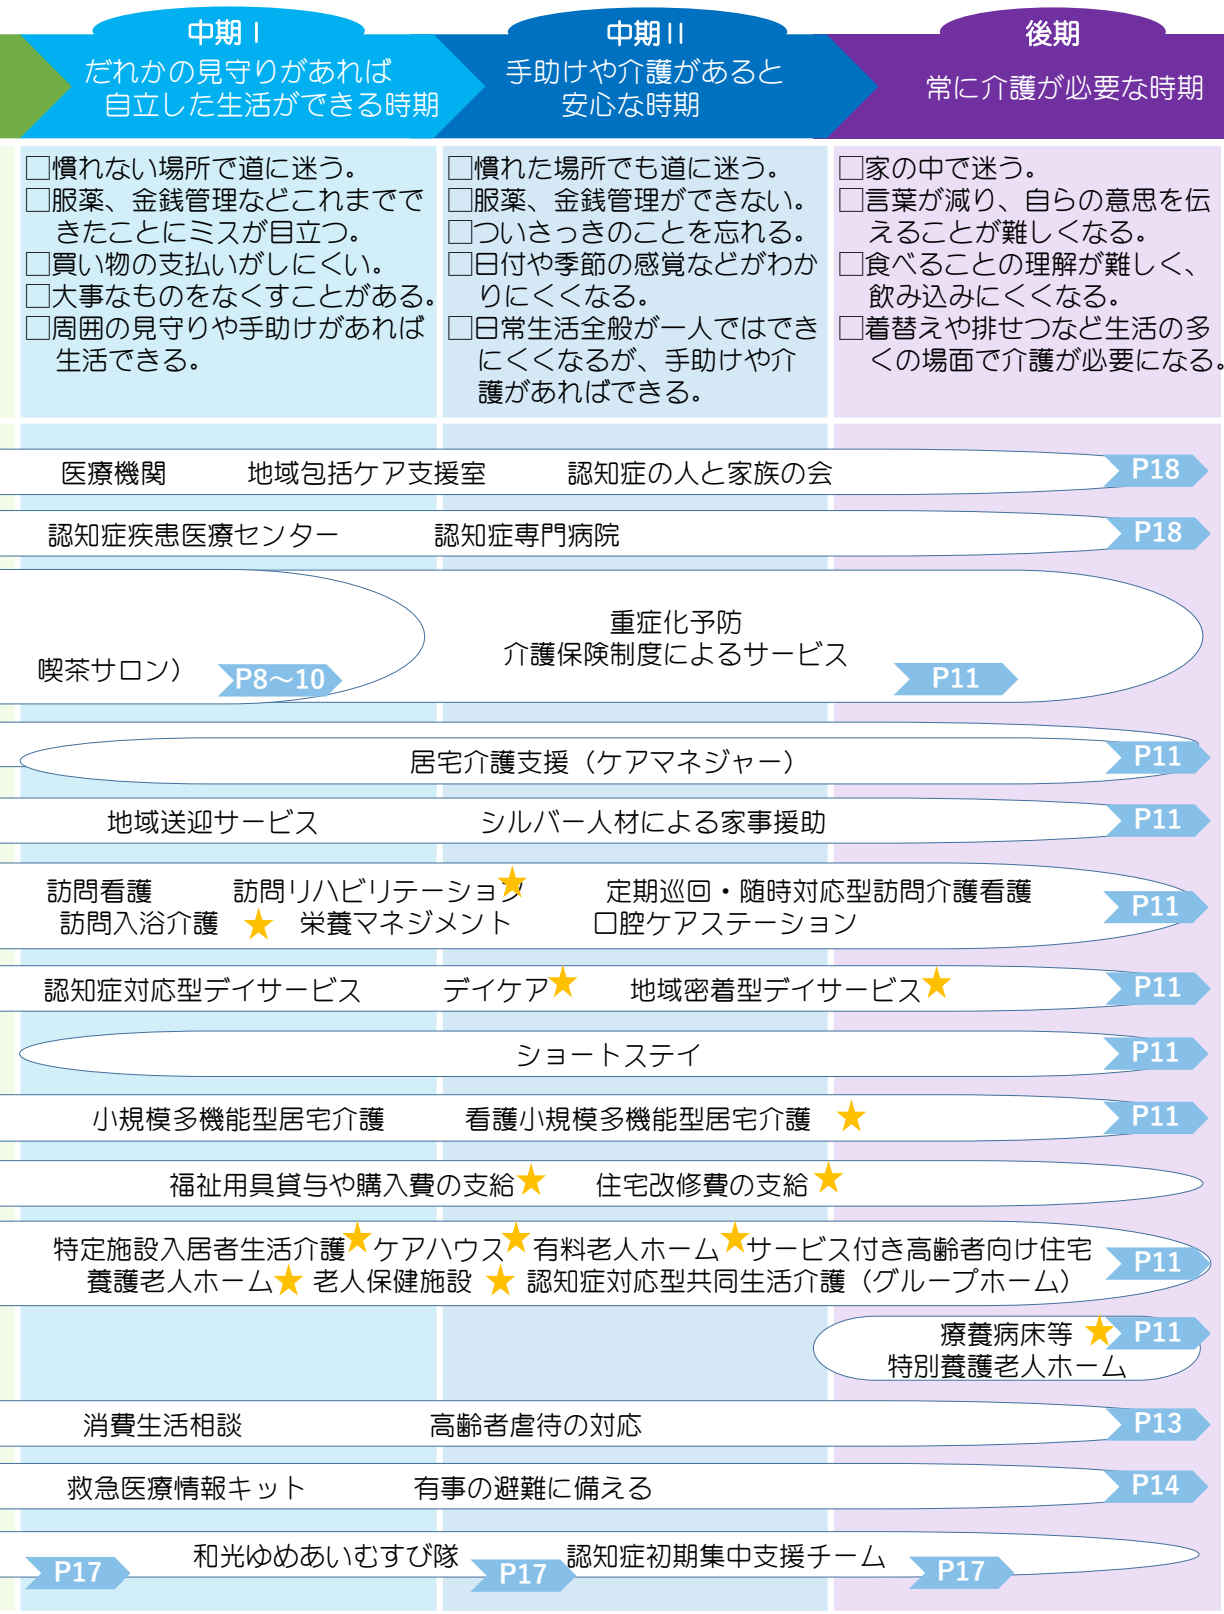 中期Ⅰ
だれかの見守りがあれば
自立した生活ができる時期
中期Ⅱ
手助けや介護があると
安心な時期
後期
常に介護が必要な時期
□慣れない場所で道に迷う。
□服薬、金銭管理などこれまでで
きたことにミスが目立つ。
□買い物の支払いがしにくい。
□大事なものをなくすことがある。
□周囲の見守りや手助けがあれば
生活できる。
□慣れた場所でも道に迷う。
□服薬、金銭管理ができない。
□ついさっきのことを忘れる。
□日付や季節の感覚などがわか
りにくくなる。
□日常生活全般が一人ではでき
にくくなるが、手助けや介
護があればできる。
□家の中で迷う。
□言葉が減り、自らの意思を伝
えることが難しくなる。
□食べることの理解が難しく、
飲み込みにくくなる。
□着替えや排せつなど生活の多
くの場面で介護が必要になる。
医療機関 地域包括ケア支援室 認知症の人と家族の会 P18
認知症疾患医療センター 認知症専門病院 P18
喫茶サロン） P8～10
重症化予防
介護保険制度によるサービス
P11
居宅介護支援（ケアマネジャー） P11
地域送迎サービス シルバー人材による家事援助 P11
訪問看護 訪問リハビリテーション★ 定期巡回・随時対応型訪問介護看護
訪問入浴介護 ★ 栄養マネジメント 口腔ケアステーション
P11
認知症対応型デイサービス デイケア★ 地域密着型デイサービス★ P11
ショートステイ P11
小規模多機能型居宅介護 看護小規模多機能型居宅介護 ★ P11
福祉用具貸与や購入費の支給★ 住宅改修費の支給★
特定施設入居者生活介護★ケアハウス★有料老人ホーム★サービス付き高齢者向け住宅
養護老人ホーム★ 老人保健施設 ★ 認知症対応型共同生活介護（グループホーム）
P11
療養病床等 ★ P11
特別養護老人ホーム
消費生活相談 高齢者虐待の対応 P13
救急医療情報キット 有事の避難に備える P14
P17 和光ゆめあいむすび隊 P17 認知症初期集中支援チーム P17